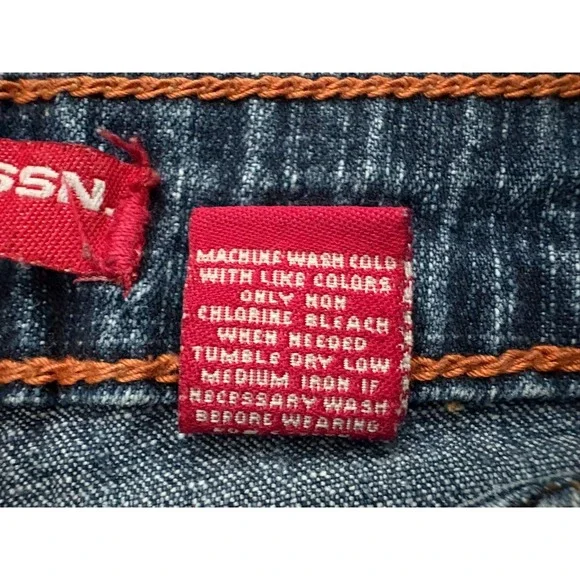 SSN.
MACHINE WASH COLD
WITH LIKE COLORS
ONLY NON
CHLORINE BLEACH
WHEN NEEDED
TUMBLE DRY LOW
MEDIUM IRON IF
NECESSARY WASH
BEFORE WEARING